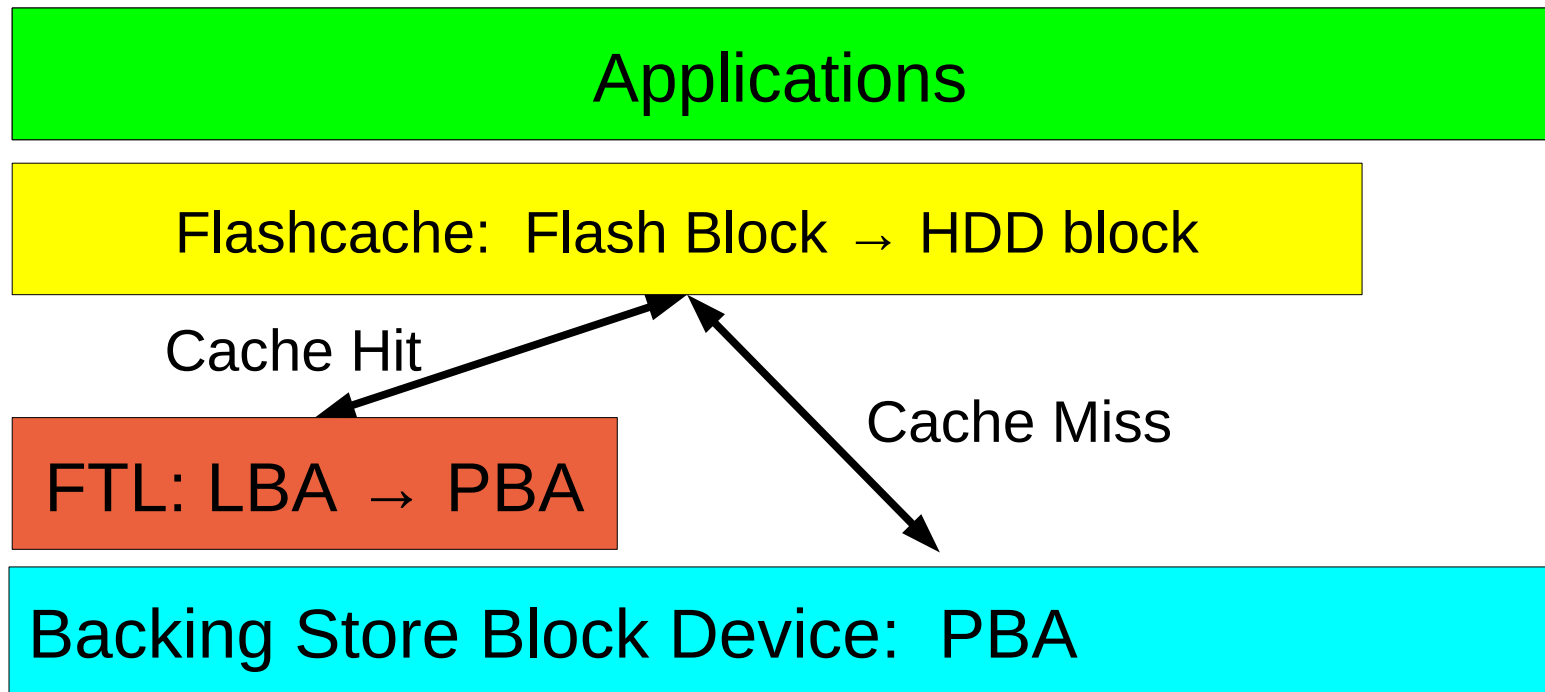 Applications
Flashcache:  Flash Block → HDD block
Cache Hit
Cache Miss
FTL: LBA → PBA
Backing Store Block Device:  PBA